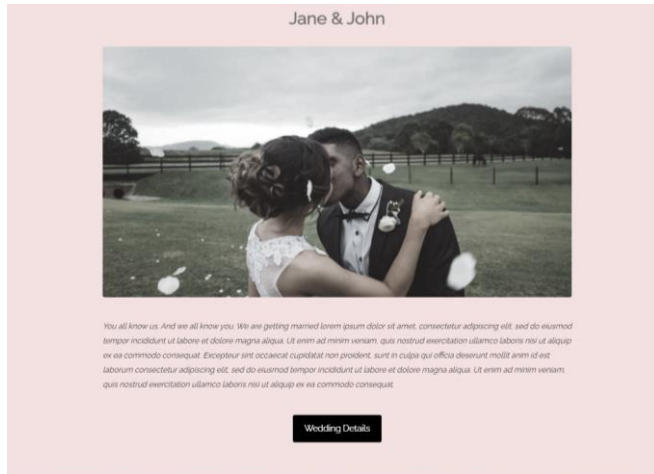 Jane & John
You all know us. And we all know you. We are getting married lorem ipsum dolor sit amet, consectetur adipiscing elit, sed do eiusmod
tempor incididunt ut labore et dolore magna aliqua. Ut enim ad minim veniam, quis nostrud exercitation ullamco laboris nisi ut aliquip
ex ea commodo consequat. Excepteur sint occaecat cupidatat non proident, sunt in culpa qui officia deserunt mollit anim id est
laborum consectetur adipiscing elit, sed do eiusmod tempor incididunt ut labore et dolore magna aliqua. Ut enim ad minim veniam,
quis nostrud exercitation ullamco laboris nisi ut aliquip ex ea commodo consequat.
Wedding Details